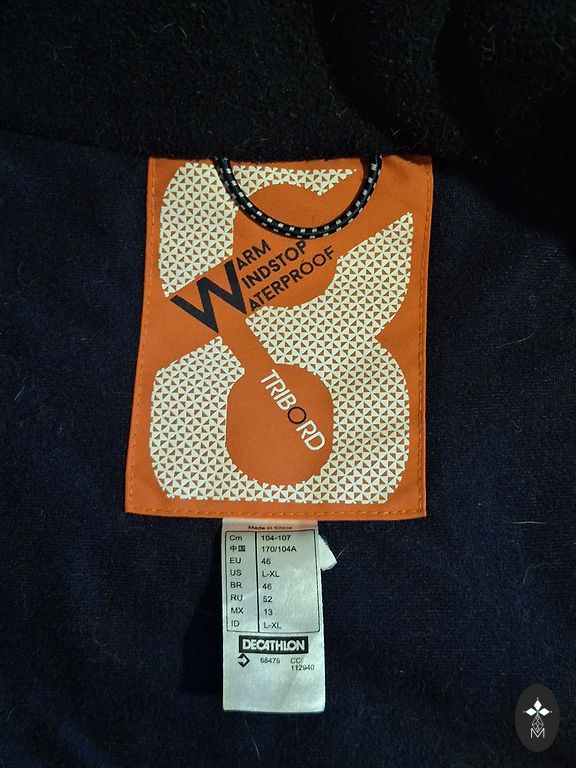 WARM
WINDSTOP
WATERPROOF
TRIBORD
Made in China
Cm 104-107
中国 170/104A
EU 46
US L-XL
BR 46
RU 52
MX 13
ID L-XL
DECATHLON
68476 CC:
112940
M